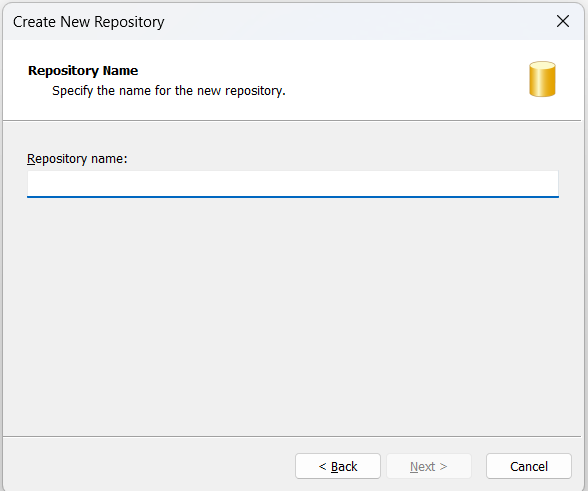 Create New Repository
Repository Name
Specify the name for the new repository.
Repository name:
< Back
Next >
Cancel